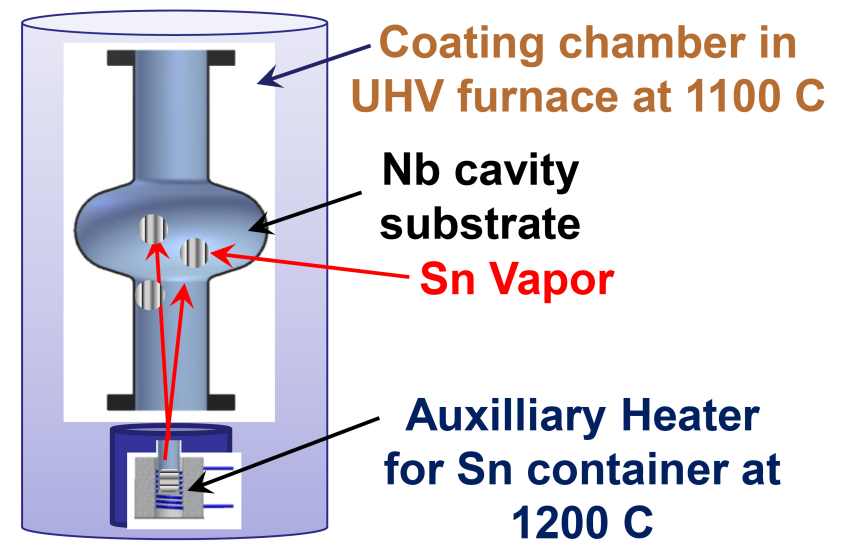 Coating chamber in
UHV furnace at 1100 C
Nb cavity
substrate
Sn Vapor
Auxilliary Heater
for Sn container at
1200 C